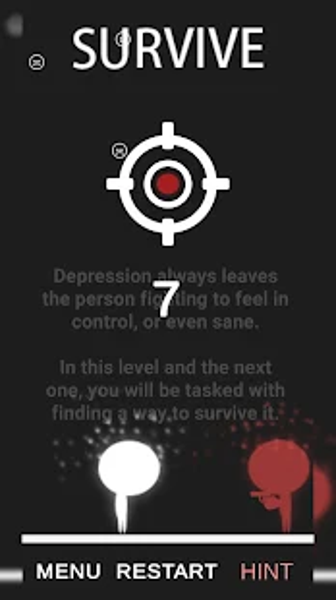 SURVIVE
Depression always leaves
the person fighting to feel in
7
control, or even sane.
In this level and the next
one, you will be tasked with
finding a way to survive it.
MENU RESTART HINT